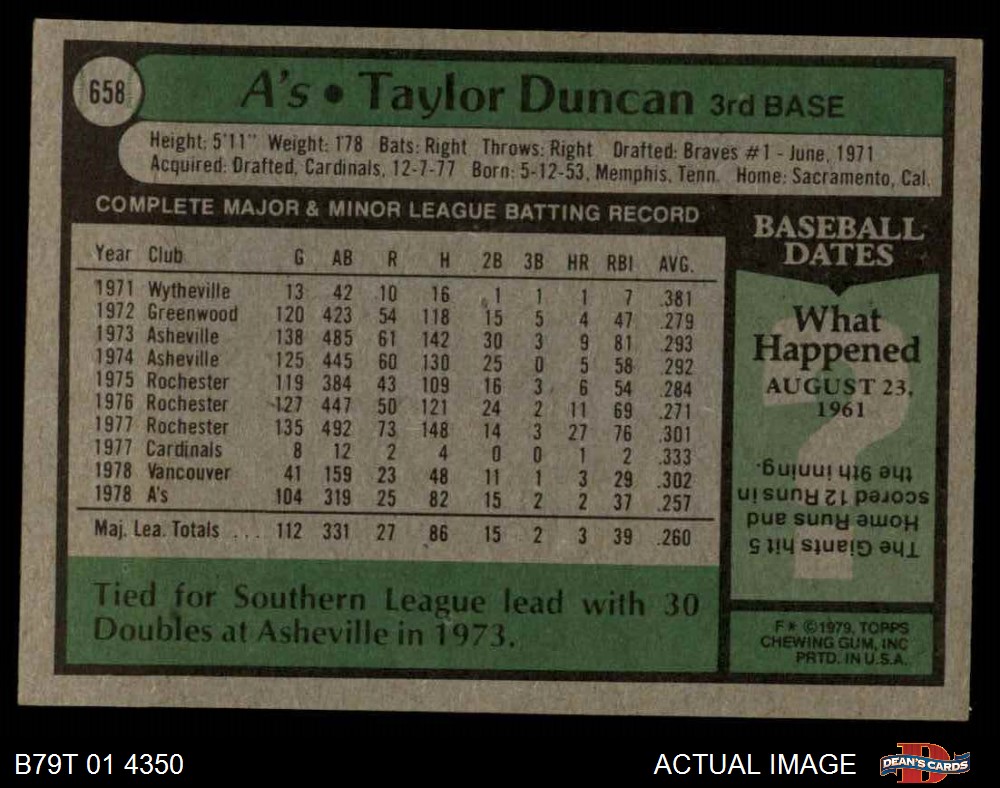 658
A's • Taylor Duncan 3rd BASE
Height: 5'11" Weight: 178 Bats: Right Throws: Right Drafted: Braves #1 - June, 1971
Acquired: Drafted, Cardinals, 12-7-77 Born: 5-12-53, Memphis, Tenn. Home: Sacramento, Cal.
COMPLETE MAJOR & MINOR LEAGUE BATTING RECORD
Year Club G AB R H 2B 3B HR RBI AVG.
1971 Wytheville 13 42 10 16 1 1 1 7 .381
1972 Greenwood 120 423 54 118 15 5 4 47 .279
1973 Asheville 138 485 61 142 30 3 9 81 .293
1974 Asheville 125 445 60 130 25 0 5 58 .292
1975 Rochester 119 384 43 109 16 3 6 54 .284
1976 Rochester 127 447 50 121 24 2 11 69 .271
1977 Rochester 135 492 73 148 14 3 27 76 .301
1977 Cardinals 8 12 2 4 0 0 1 2 .333
1978 Vancouver 41 159 23 48 11 1 3 29 .302
1978 A's 104 319 25 82 15 2 2 37 .257
Maj. Lea. Totals ... 112 331 27 86 15 2 3 39 .260
Tied for Southern League lead with 30
Doubles at Asheville in 1973.
BASEBALL
DATES
What
Happened
AUGUST 23,
1961
?
The Giants hit 5
Home Runs and
scored 12 Runs in
the 9th inning.
F* ©1979, TOPPS
CHEWING GUM, INC
PRTD. IN U.S.A.
B79T 01 4350
ACTUAL IMAGE
D
DEAN'S CARDS